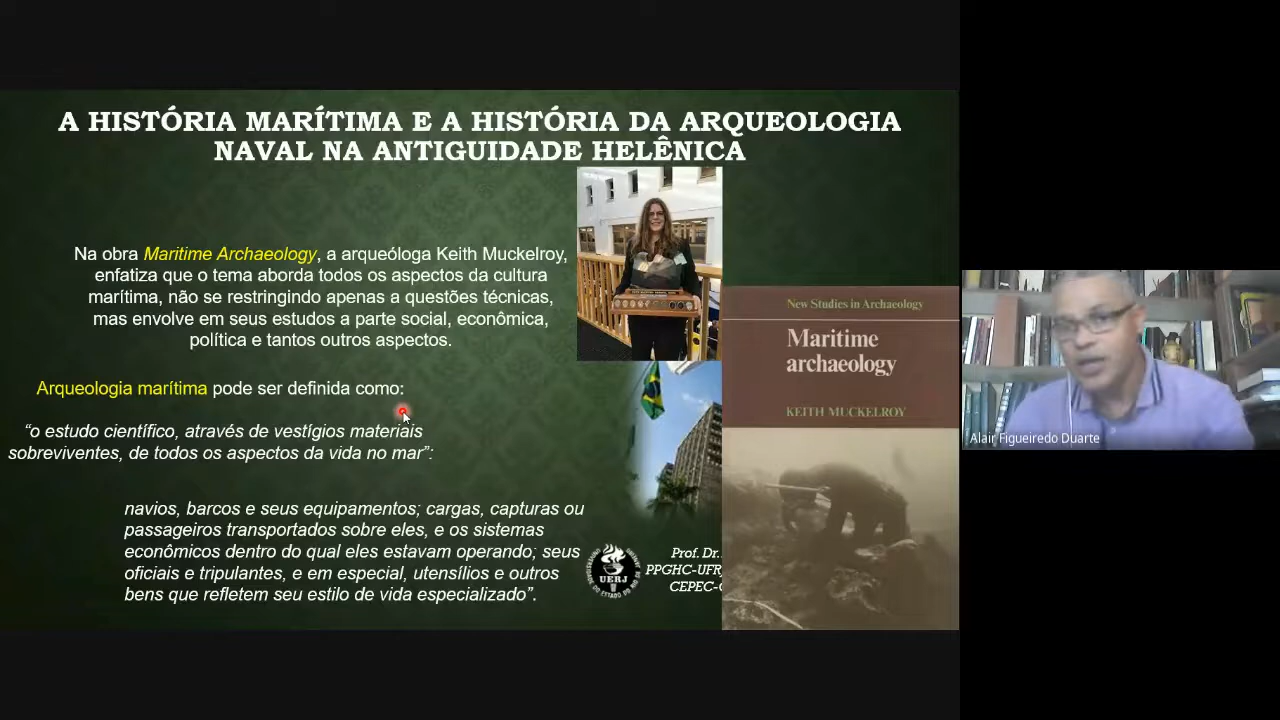 A HISTÓRIA MARÍTIMA E A HISTÓRIA DA ARQUEOLOGIA
NAVAL NA ANTIGUIDADE HELÊNICA
Na obra Maritime Archaeology, a arqueóloga Keith Muckelroy,
enfatiza que o tema aborda todos os aspectos da cultura
marítima, não se restringindo apenas a questões técnicas,
mas envolve em seus estudos a parte social, econômica,
política e tantos outros aspectos.
Arqueologia marítima pode ser definida como:
“o estudo científico, através de vestígios materiais
sobreviventes, de todos os aspectos da vida no mar”:
navios, barcos e seus equipamentos; cargas, capturas ou
passageiros transportados sobre eles, e os sistemas
econômicos dentro do qual eles estavam operando; seus
oficiais e tripulantes, e em especial, utensílios e outros
bens que refletem seu estilo de vida especializado”.
UERJ
Prof. Dr.
PPGHC-UFR
CEPEC-
New Studies in Archaeology
Maritime
archaeology
KEITH MUCKELROY
Alair Figueiredo Duarte